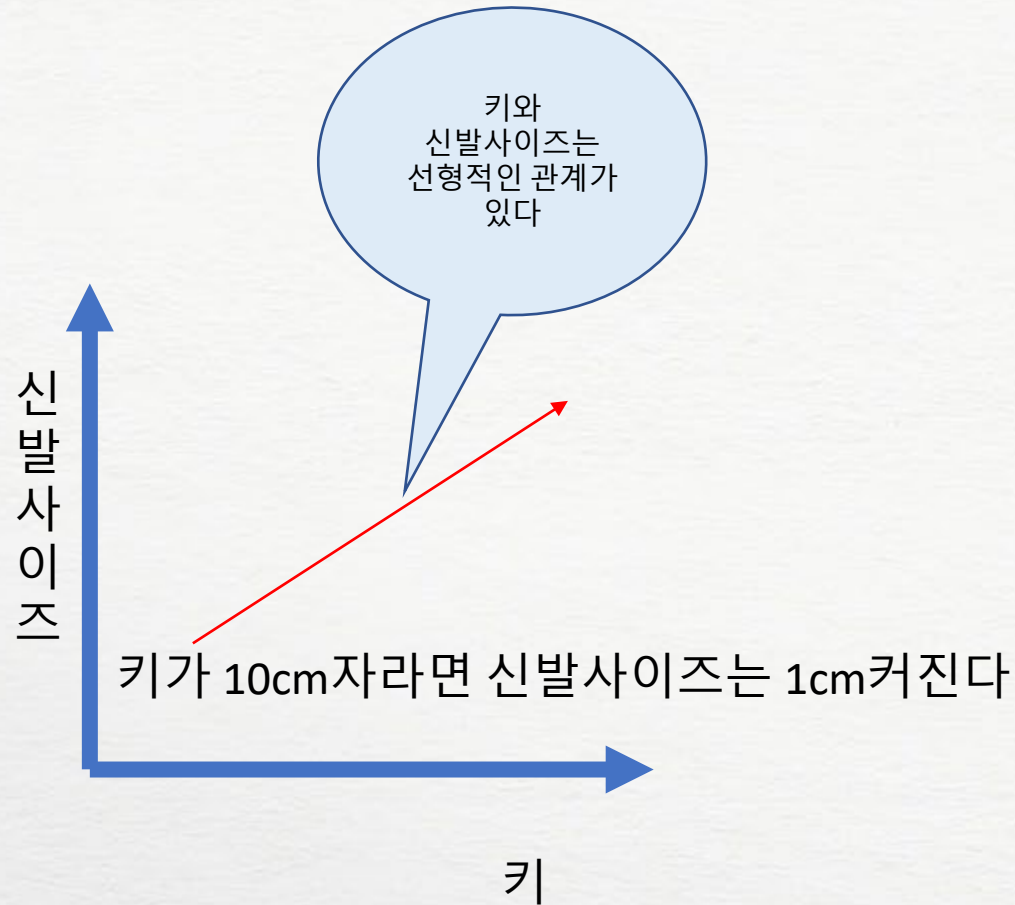 키와
신발사이즈는
선형적인 관계가
있다
신발사이즈
키가 10cm자라면 신발사이즈는 1cm커진다
키